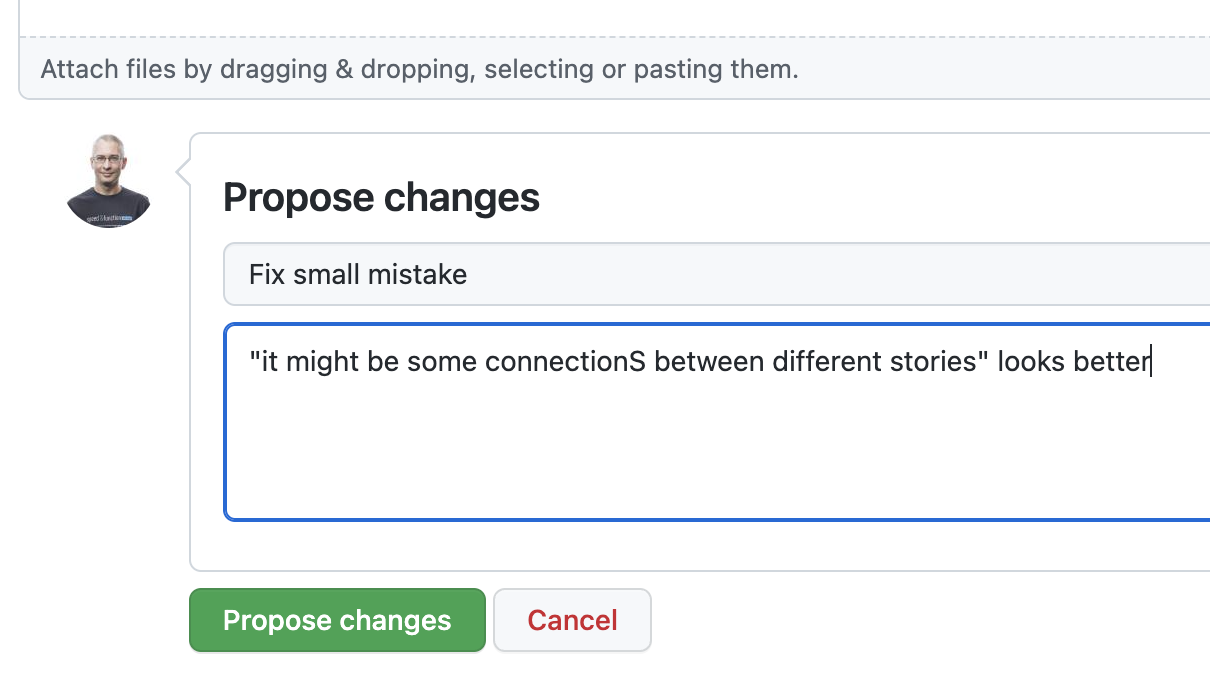 Attach files by dragging & dropping, selecting or pasting them.
Propose changes
Fix small mistake
"it might be some connectionS between different stories" looks better
Propose changes
Cancel